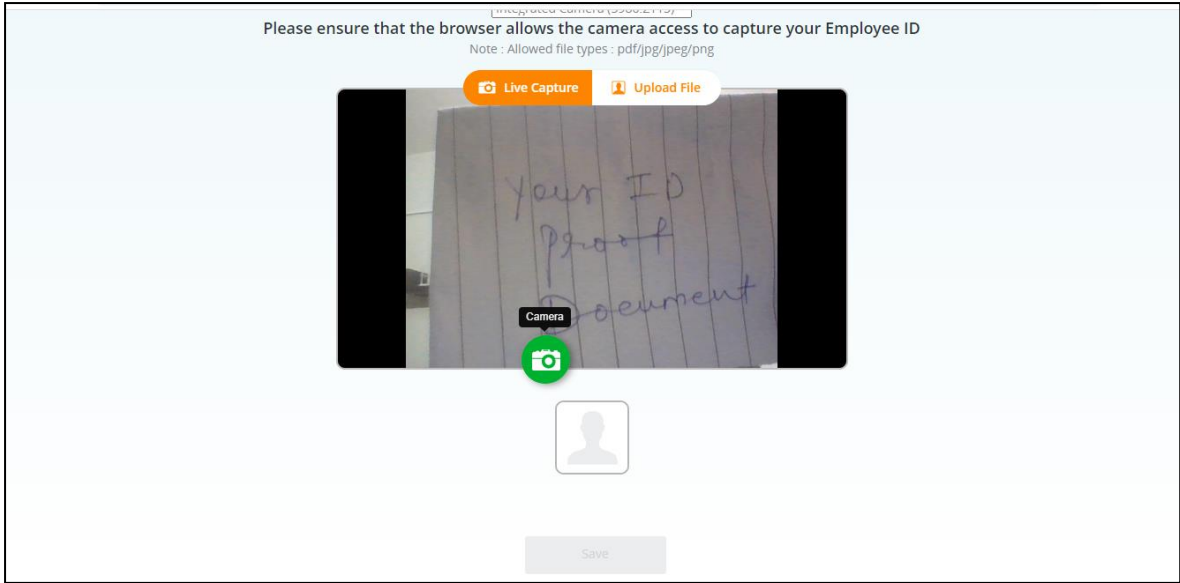 Please ensure that the browser allows the camera access to capture your Employee ID
Note : Allowed file types : pdf/jpg/jpeg/png
Live Capture
Upload File
Your ID
Proof
Document
Camera
Save